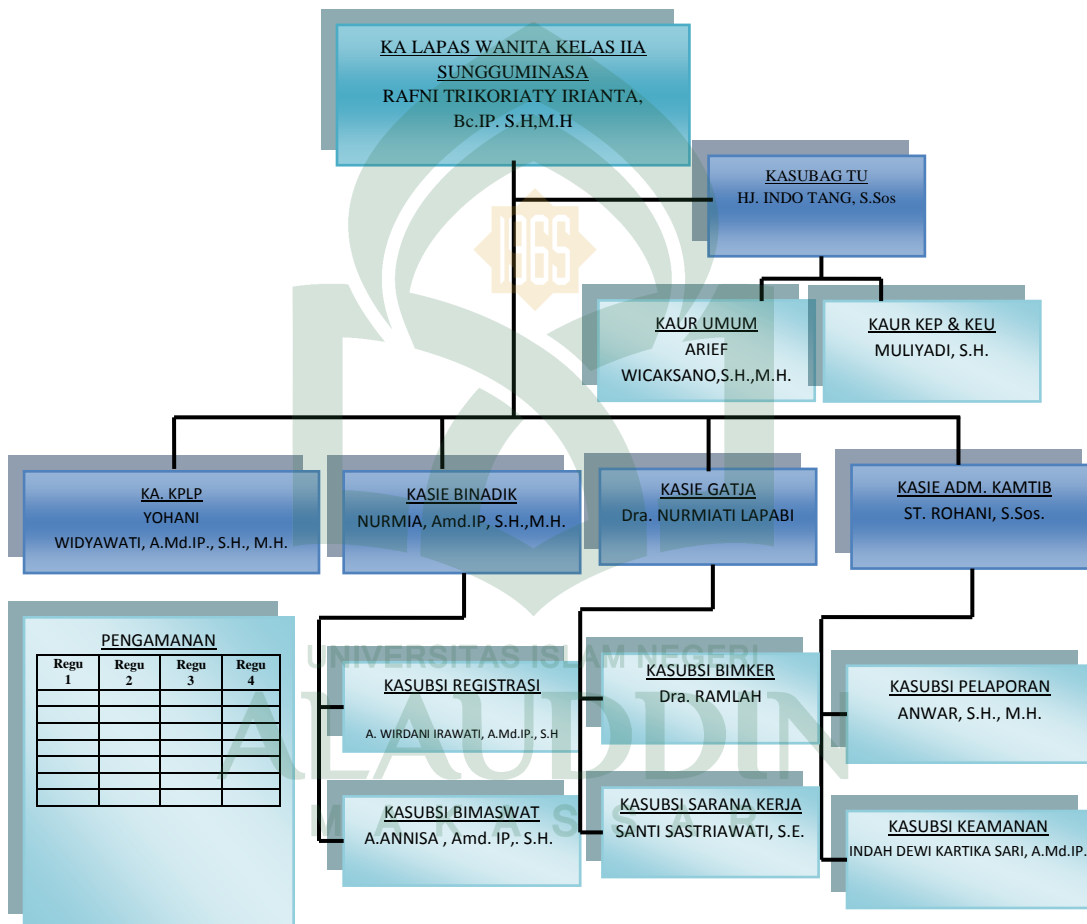 KA LAPAS WANITA KELAS IIA
SUNGGUMINASA
RAFNI TRIKORIATY IRIANTA,
Bc.IP. S.H,M.H
KASUBAG TU
HJ. INDO TANG, S.Sos
1965
KAUR UMUM
ARIEF
WICAKSANO,S.H.,M.H.
KAUR KEP & KEU
MULIYADI, S.H.
KA. KPLP
YOHANI
WIDYAWATI, A.Md.IP., S.H., M.H.
KASIE BINADIK
NURMIA, Amd.IP, S.H.,M.H.
KASIE GATJA
Dra. NURMIATI LAPABI
KASIE ADM. KAMTIB
ST. ROHANI, S.Sos.
PENGAMANAN
Regu 1
Regu 2
Regu 3
Regu 4
KASUBSI REGISTRASI
A. WIRDANI IRAWATI, A.Md.IP., S.H
KASUBSI BIMASWAT
A.ANNISA , Amd. IP,. S.H.
KASUBSI BIMKER
Dra. RAMLAH
KASUBSI SARANA KERJA
SANTI SASTRIAWATI, S.E.
KASUBSI PELAPORAN
ANWAR, S.H., M.H.
KASUBSI KEAMANAN
INDAH DEWI KARTIKA SARI, A.Md.IP.
UNIVERSITAS ISLAM NEGERI
ALAUDDIN
MAKASSAR